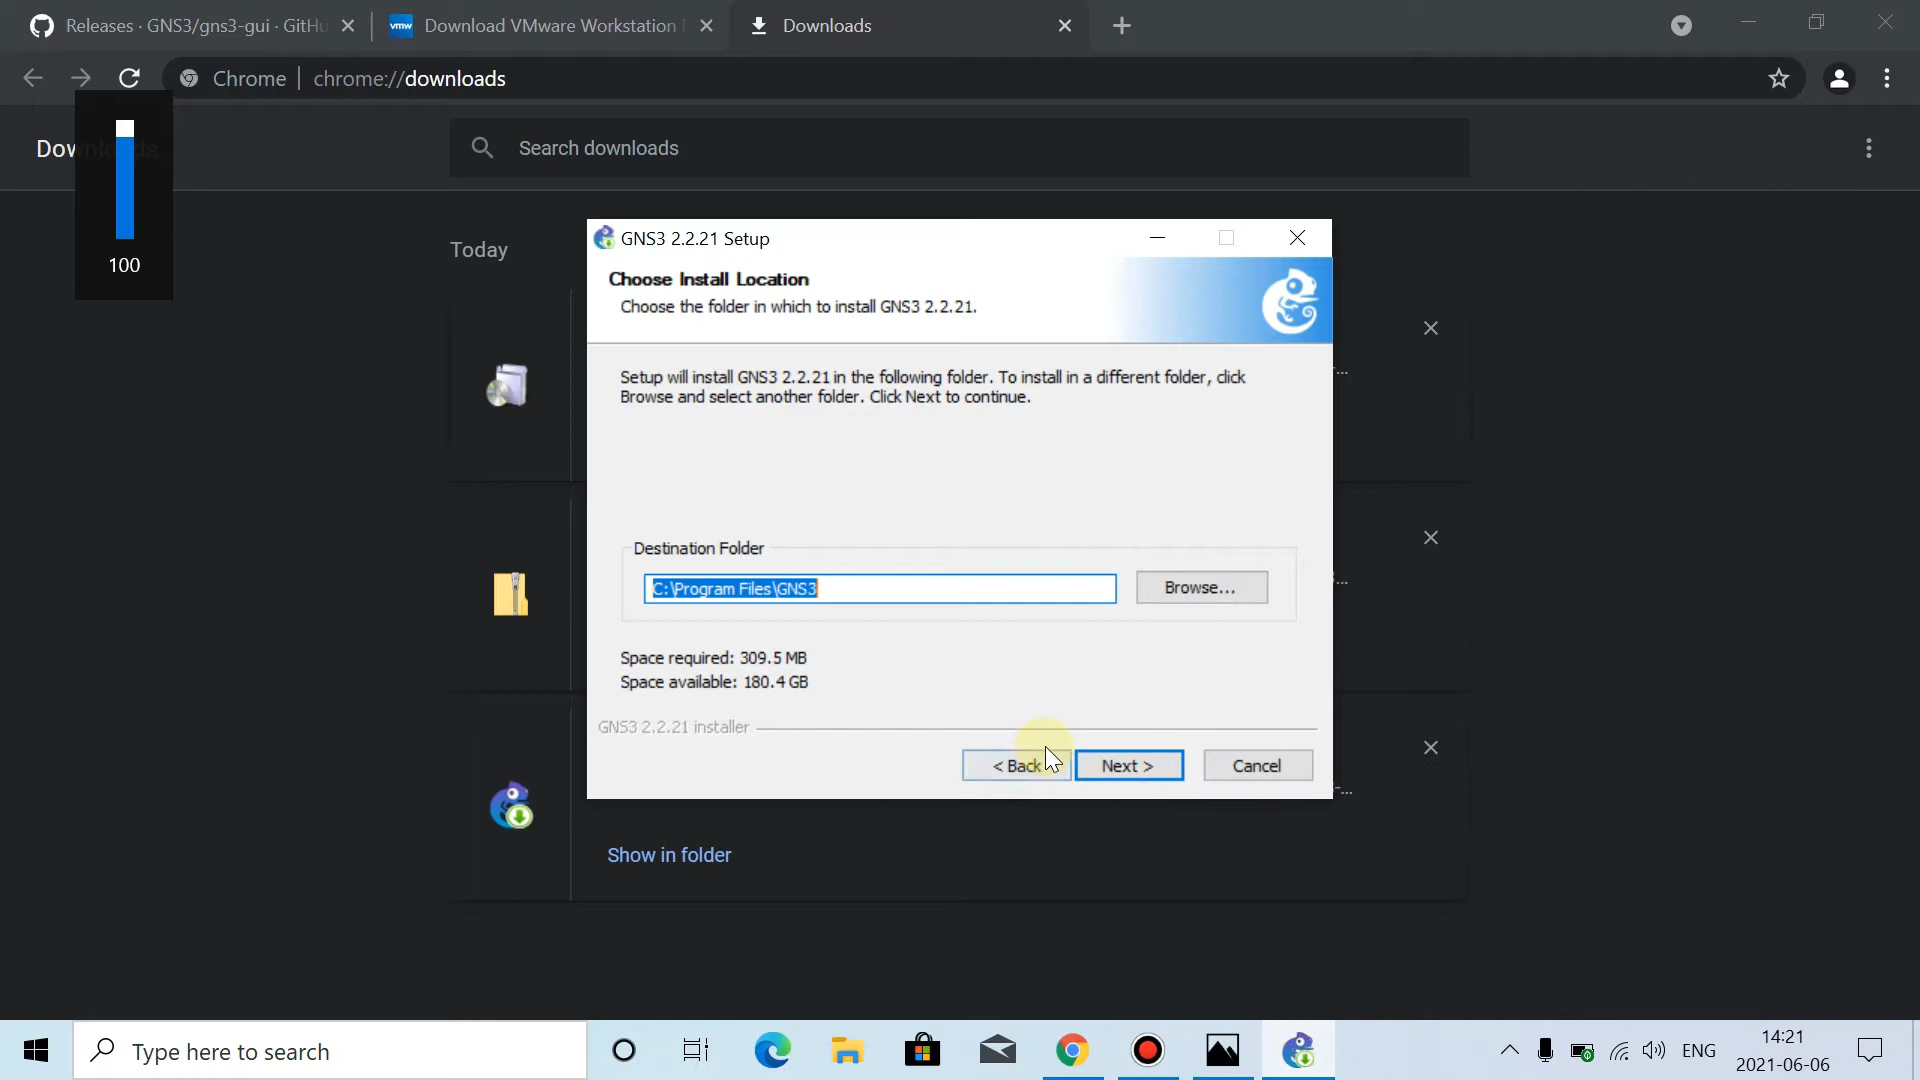 Releases · GNS3/gns3-gui · GitHu
vmw
Download VMware Workstation
Downloads
Chrome
chrome://downloads
Downloads
Search downloads
100
Today
GNS3 2.2.21 Setup
Choose Install Location
Choose the folder in which to install GNS3 2.2.21.
Setup will install GNS3 2.2.21 in the following folder. To install in a different folder, click
Browse and select another folder. Click Next to continue.
Destination Folder
C:\Program Files\GNS3
Browse...
Space required: 309.5 MB
Space available: 180.4 GB
GNS3 2.2.21 installer
< Back
Next >
Cancel
Show in folder
Type here to search
ENG
14:21
2021-06-06